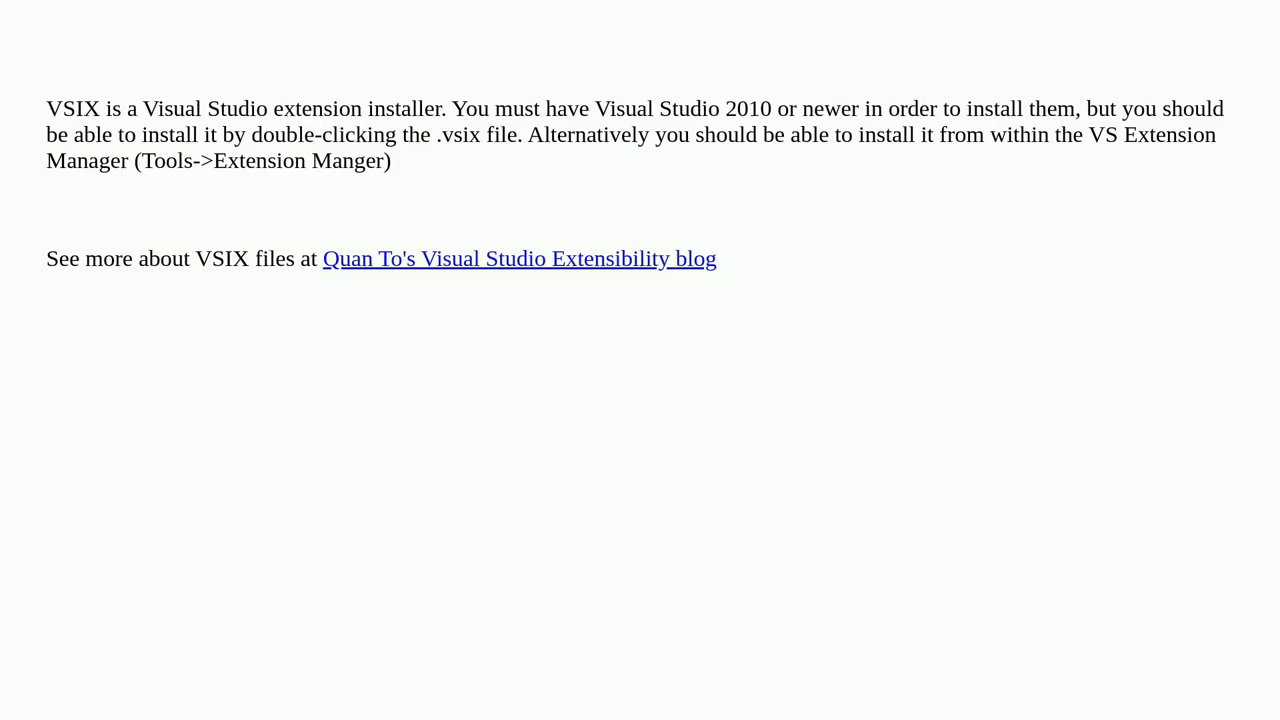 VSIX is a Visual Studio extension installer. You must have Visual Studio 2010 or newer in order to install them, but you should
be able to install it by double-clicking the .vsix file. Alternatively you should be able to install it from within the VS Extension
Manager (Tools->Extension Manger)
See more about VSIX files at Quan To's Visual Studio Extensibility blog